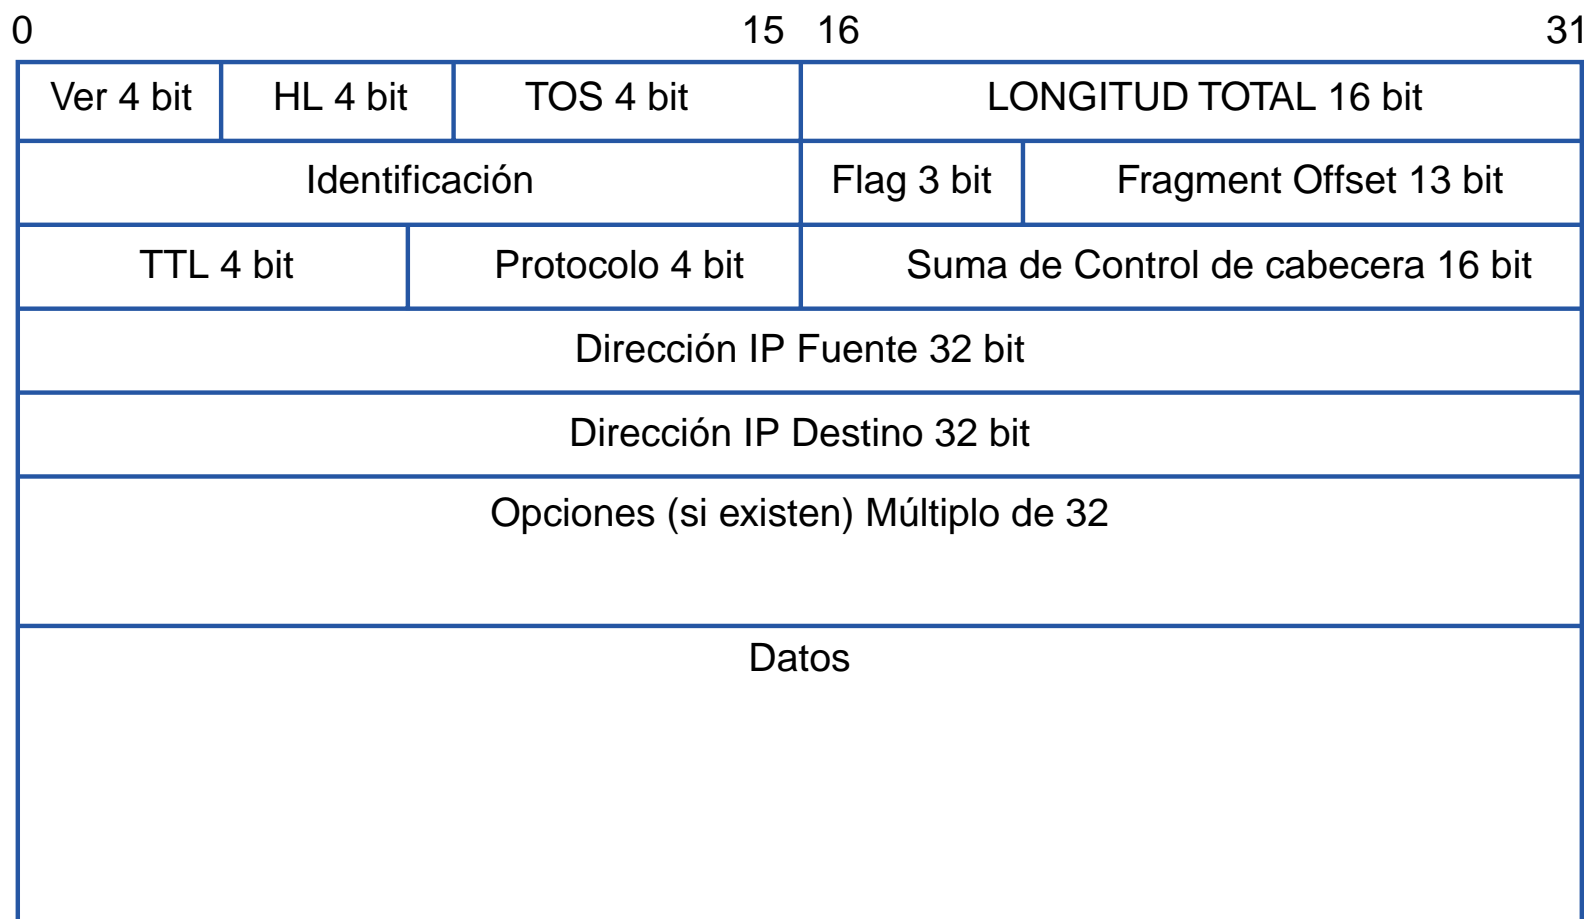 0 15 16 31
Ver 4 bit HL 4 bit TOS 4 bit LONGITUD TOTAL 16 bit
Identificación Flag 3 bit Fragment Offset 13 bit
TTL 4 bit Protocolo 4 bit Suma de Control de cabecera 16 bit
Dirección IP Fuente 32 bit
Dirección IP Destino 32 bit
Opciones (si existen) Múltiplo de 32
Datos